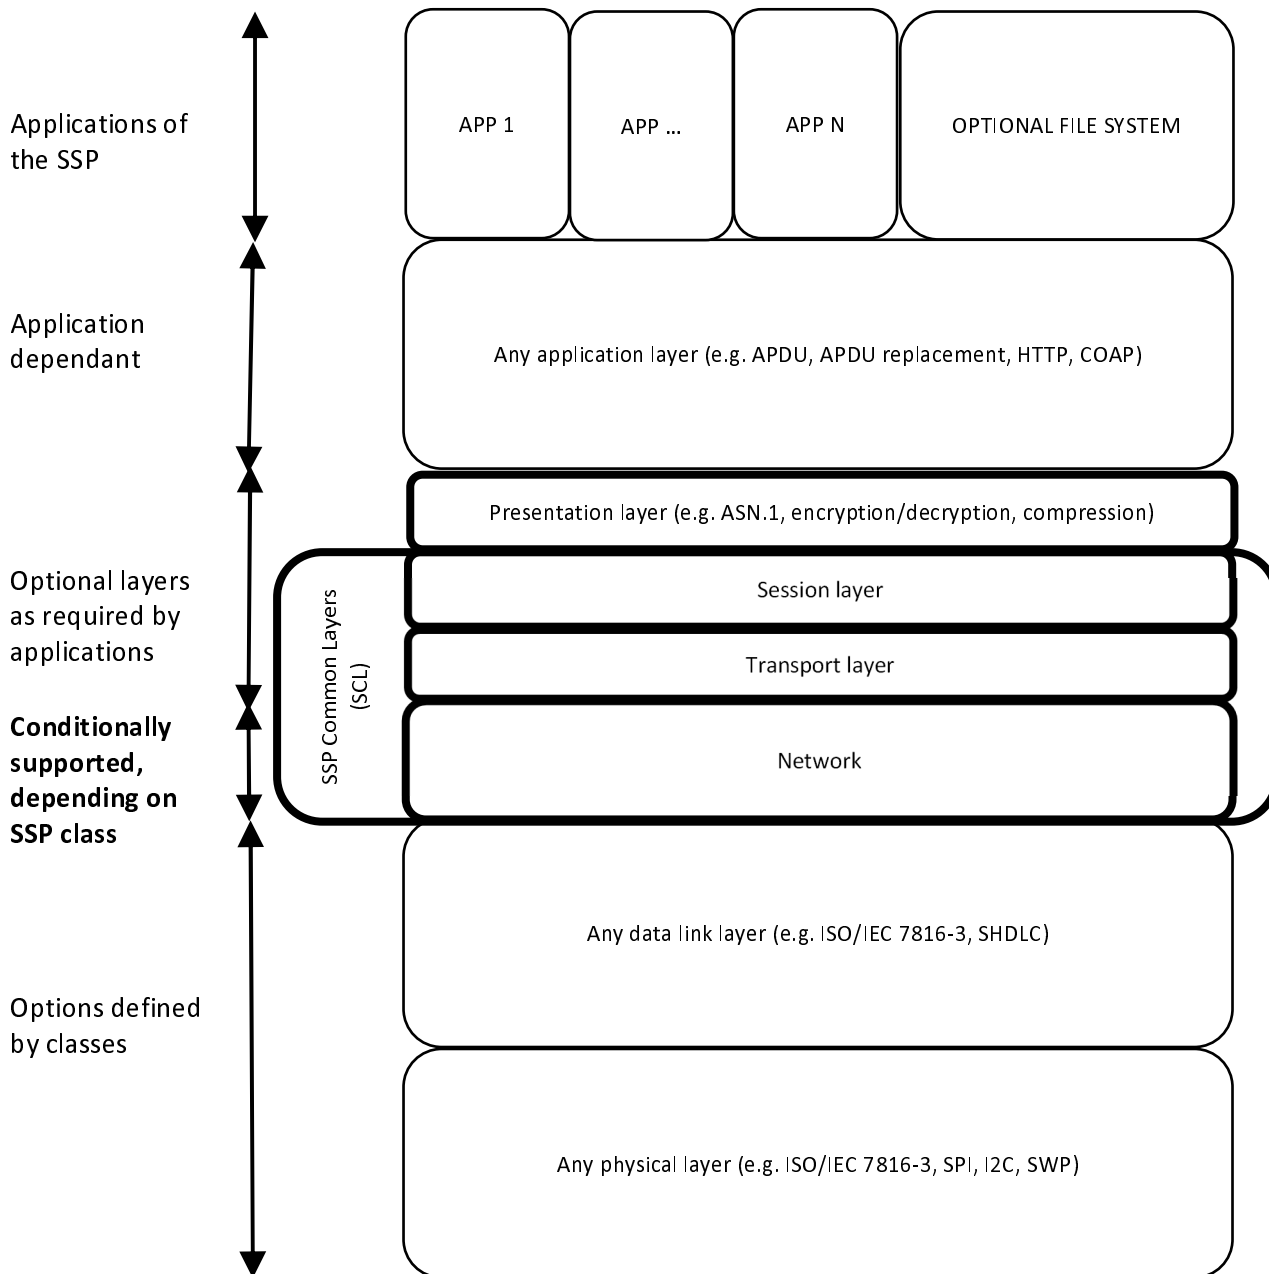 Applications of
the SSP
APP 1
APP ...
APP N
OPTIONAL FILE SYSTEM
Application
dependant
Any application layer (e.g. APDU, APDU replacement, HTTP, COAP)
Presentation layer (e.g. ASN.1, encryption/decryption, compression)
Optional layers
as required by
applications
SSP Common Layers
(SCL)
Session layer
Transport layer
Conditionally
supported,
depending on
SSP class
Network
Any data link layer (e.g. ISO/IEC 7816-3, SHDLC)
Options defined
by classes
Any physical layer (e.g. ISO/IEC 7816-3, SPI, I2C, SWP)